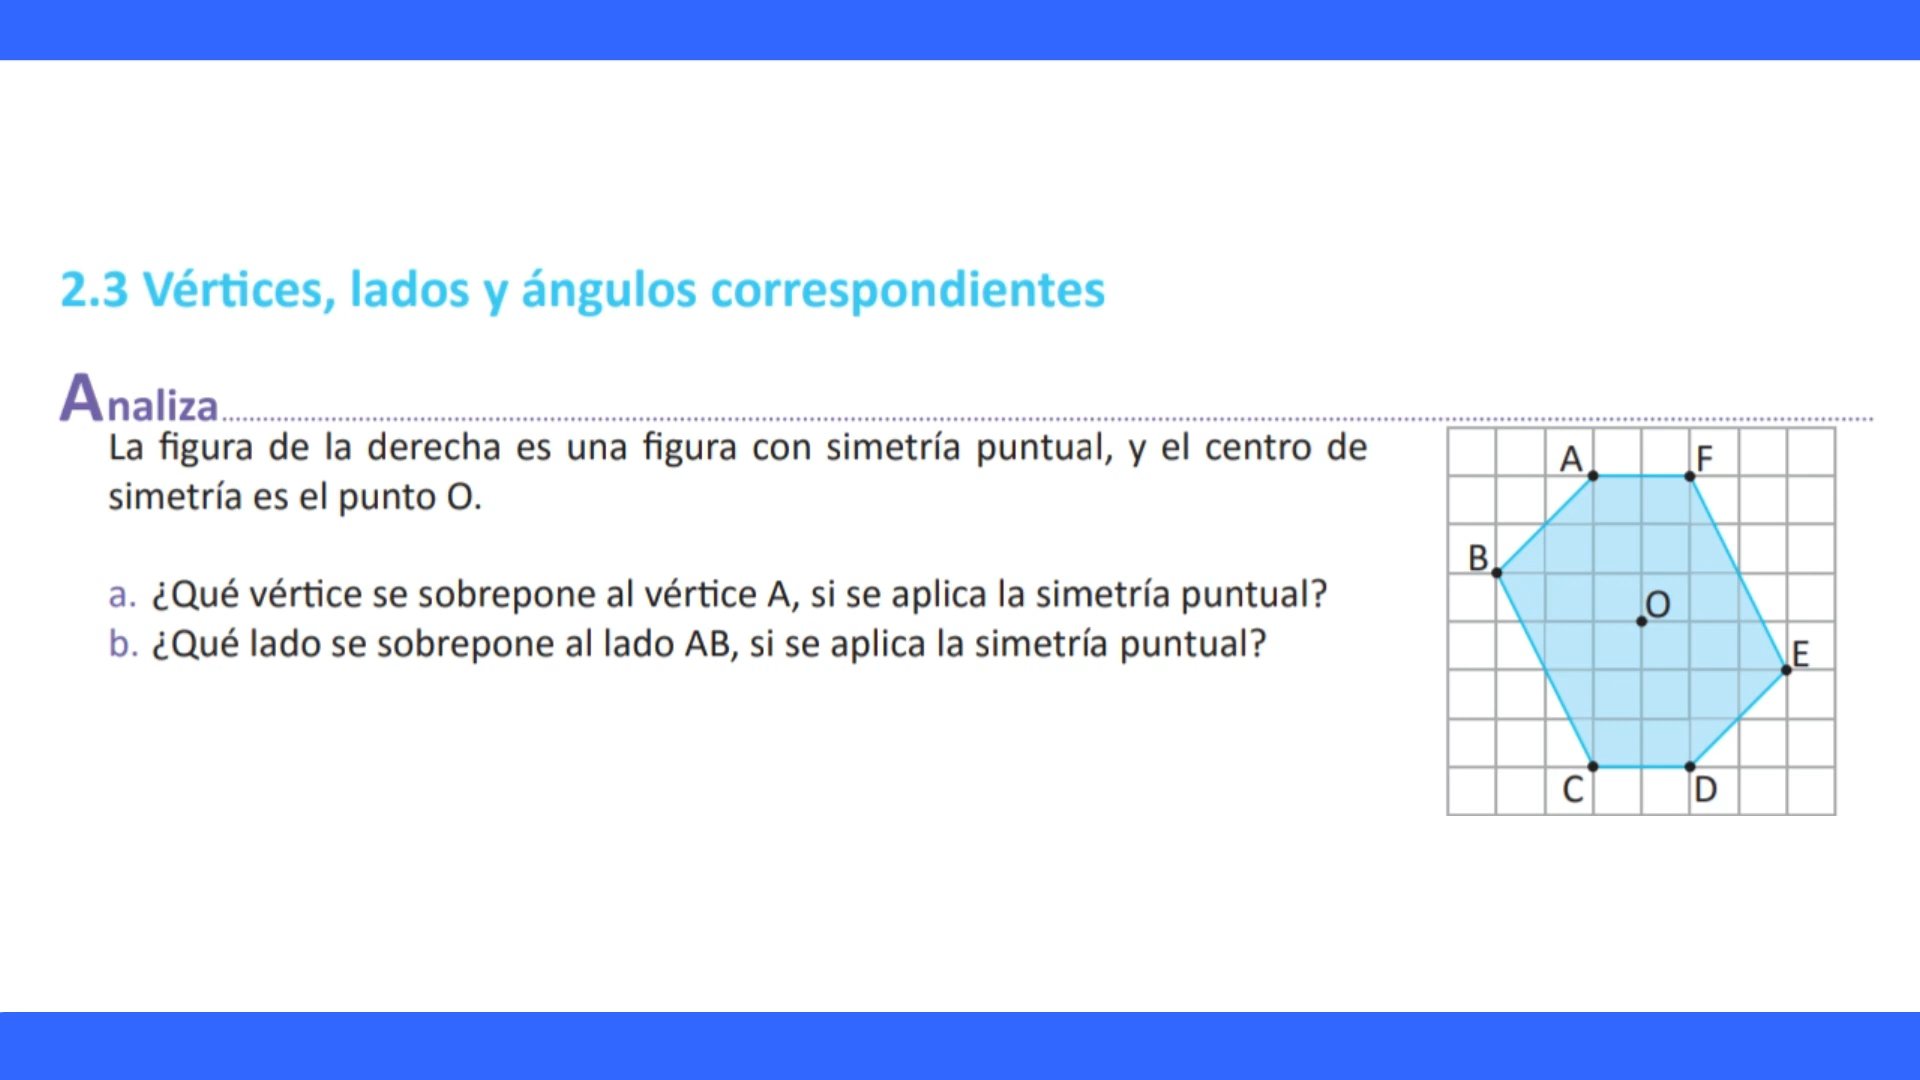 2.3 Vértices, lados y ángulos correspondientes
Analiza
La figura de la derecha es una figura con simetría puntual, y el centro de
simetría es el punto O.
a. ¿Qué vértice se sobrepone al vértice A, si se aplica la simetría puntual?
b. ¿Qué lado se sobrepone al lado AB, si se aplica la simetría puntual?
A F
B
O
E
C D